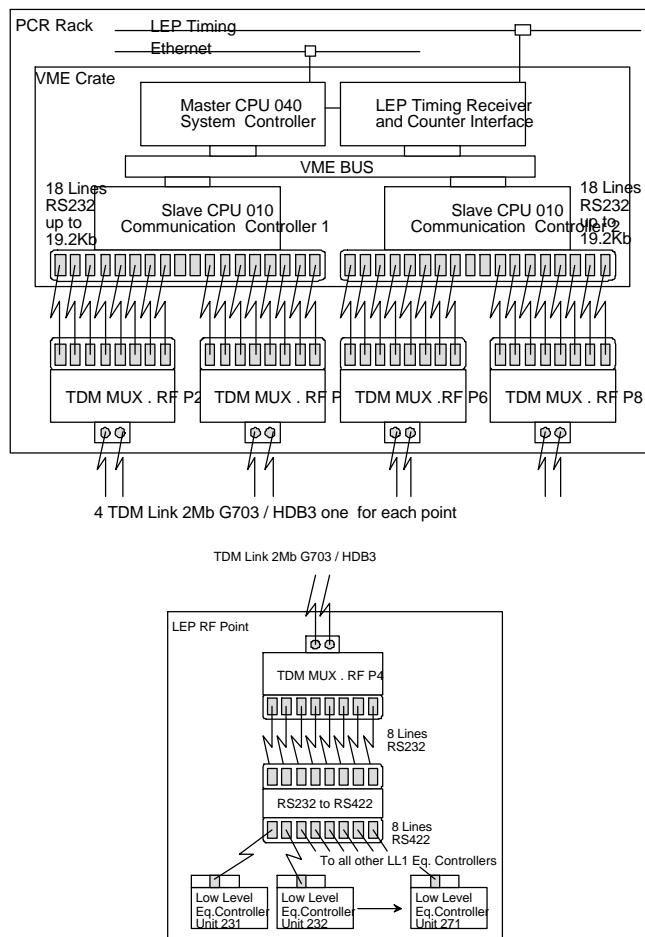 PCR Rack
LEP Timing
Ethernet
VME Crate
Master CPU 040
System Controller
LEP Timing Receiver
and Counter Interface
VME BUS
18 Lines
RS232
up to
19.2Kb
Slave CPU 010
Communication Controller 1
Slave CPU 010
Communication Controller 2
18 Lines
RS232
up to
19.2Kb
TDM MUX . RF P2
TDM MUX . RF P
TDM MUX .RF P6
TDM MUX . RF P8
4 TDM Link 2Mb G703 / HDB3 one for each point
TDM Link 2Mb G703 / HDB3
LEP RF Point
TDM MUX . RF P4
8 Lines
RS232
RS232 to RS422
8 Lines
RS422
To all other LL1 Eq. Controllers
Low Level
Eq.Controller
Unit 231
Low Level
Eq.Controller
Unit 232
Low Level
Eq.Controller
Unit 271